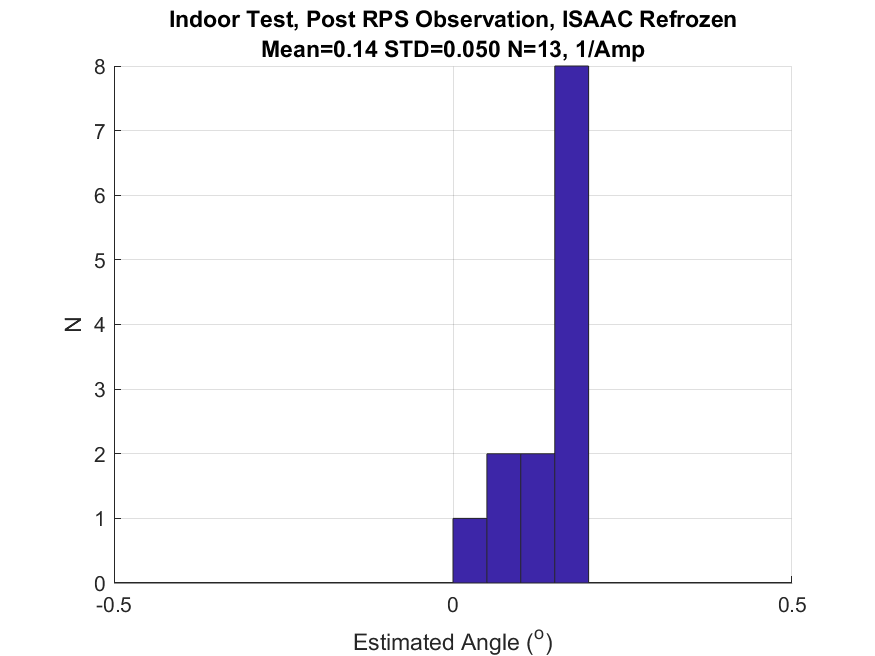 Indoor Test, Post RPS Observation, ISAAC Refrozen
Mean=0.14 STD=0.050 N=13, 1/Amp
8
7
6
5
4
3
2
1
0
N
-0.5 0 0.5
Estimated Angle (o)